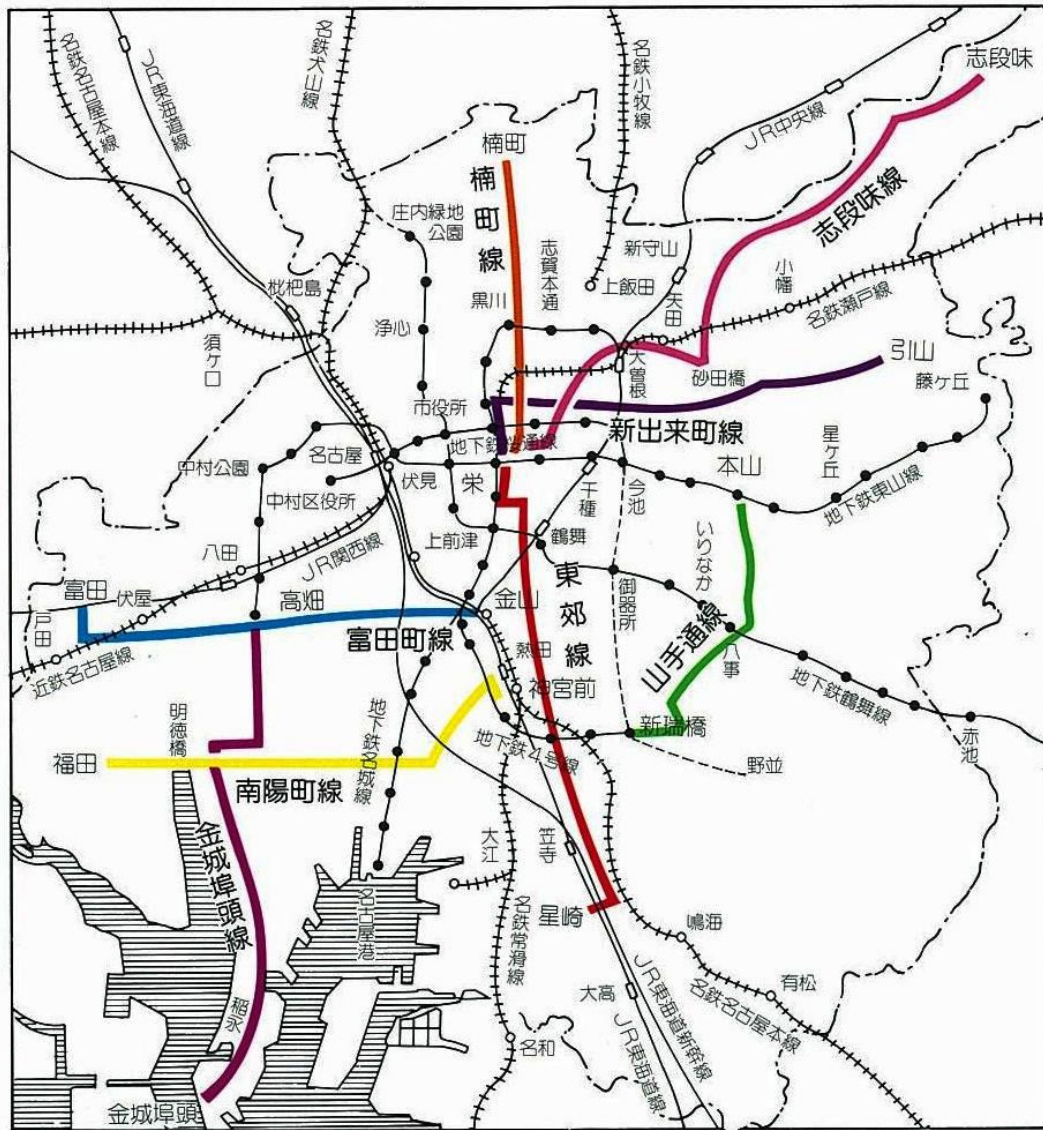 名鉄名古屋本線
JR東海道線
名鉄犬山線
名鉄小牧線
JR中央線
志段味
楠町
楠町線
志段味線
庄内緑地
公園
志賀本通
新守山
小幡
上飯田
矢田
名鉄瀬戸線
枇杷島
黒川
浄心
須ヶ口
大曽根
砂田橋
引山
藤ヶ丘
市役所
新出来町線
地下鉄桜通線
名古屋
中村公園
伏見
栄
本山
星ヶ丘
地下鉄東山線
中村区役所
千種
今池
いりなか
上前津
鶴舞
八田
JR関西線
富田
伏屋
高畑
金山
東郊線
御器所
戸田
富田町線
熱田
山手通線
八事
近鉄名古屋線
神宮前
地下鉄鶴舞線
明徳橋
地下鉄名城線
地下鉄4号線
新瑞橋
赤池
福田
野並
南陽町線
金城埠頭線
大江
笠寺
名古屋港
名鉄常滑線
星崎
鳴海
稲永
大高
JR東海道新幹線
JR東海道線
名鉄名古屋本線
有松
名和
金城埠頭